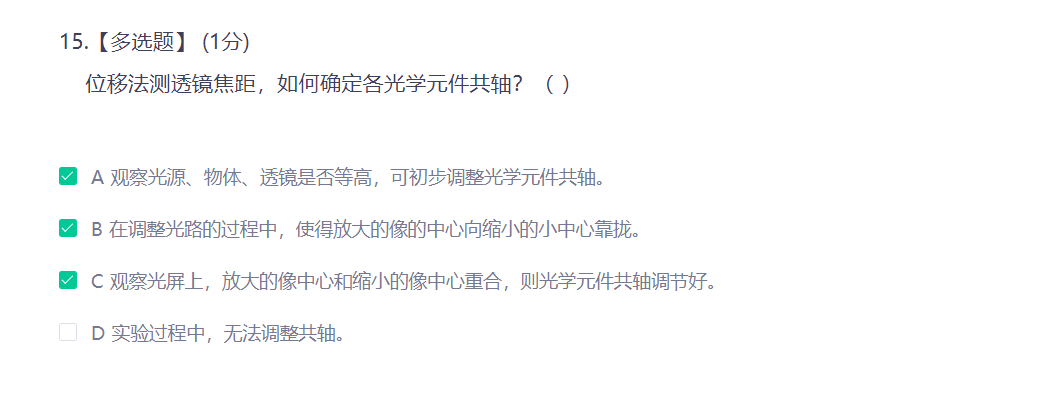 15.【多选题】 (1分)
位移法测透镜焦距，如何确定各光学元件共轴？（ ）
A 观察光源、物体、透镜是否等高，可初步调整光学元件共轴。
B 在调整光路的过程中，使得放大的像的中心向缩小的小中心靠拢。
C 观察光屏上，放大的像中心和缩小的像中心重合，则光学元件共轴调节好。
D 实验过程中，无法调整共轴。